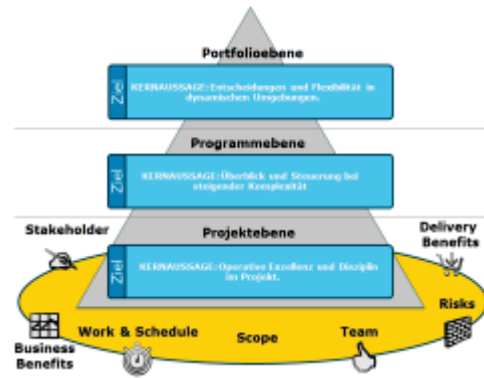 Portfolioebene
Ziel
KERNAUSSAGE:Entscheidungen und Flexibilität in
dynamischen Umgebungen.
Programmebene
Ziel
KERNAUSSAGE:Überblick und Steuerung bei
steigender Komplexität
Stakeholder
Projektebene
Delivery
Benefits
Ziel
KERNAUSSAGE:Operative Exzellenz und Disziplin
im Projekt.
Risks
Work & Schedule
Scope
Team
Business
Benefits